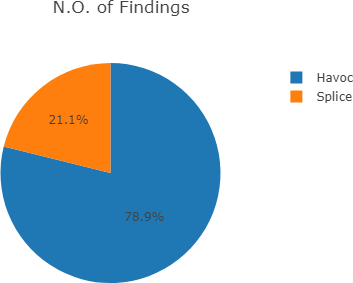 N.O. of Findings
Havoc
Splice
21.1%
78.9%